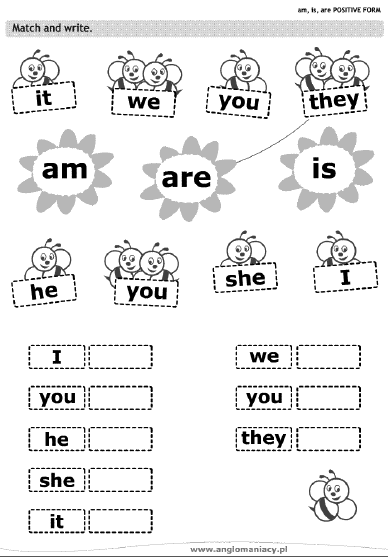 am, is, are POSITIVE FORM
Match and write.
it we you they
am are is
he you she I
I we
you you
he they
she
it
www.anglomaniacy.pl